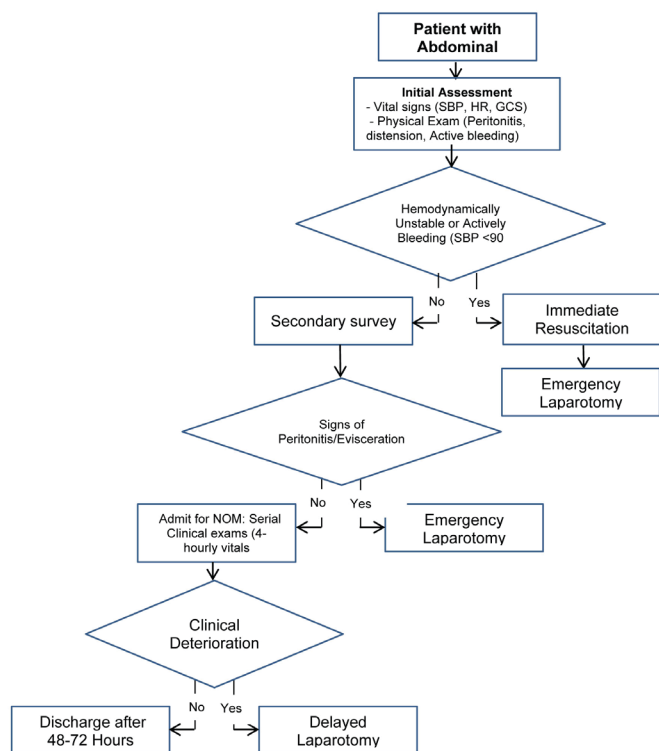 Patient with
Abdominal
Initial Assessment
- Vital signs (SBP, HR, GCS)
- Physical Exam (Peritonitis,
distension, Active bleeding)
Hemodynamically
Unstable or Actively
Bleeding (SBP <90
No
Yes
Secondary survey
Immediate
Resuscitation
Emergency
Laparotomy
Signs of
Peritonitis/Evisceration
No
Yes
Admit for NOM: Serial
Clinical exams (4-
hourly vitals
Emergency
Laparotomy
Clinical
Deterioration
No
Yes
Discharge after
48-72 Hours
Delayed
Laparotomy